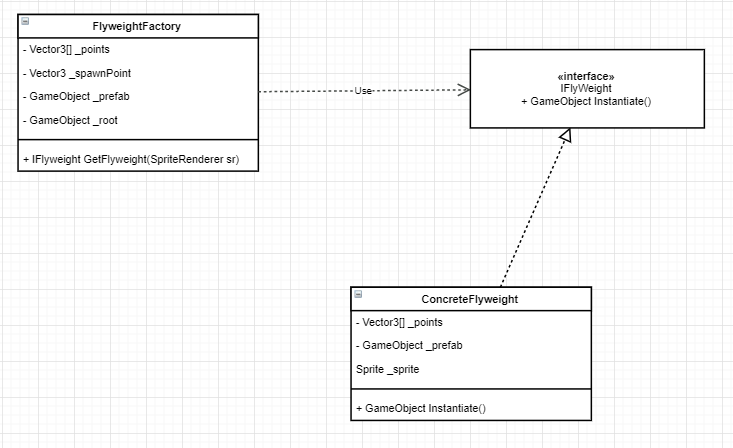 FlyweightFactory
- Vector3[] _points
- Vector3 _spawnPoint
- GameObject _prefab
- GameObject _root
+ IFlyweight GetFlyweight(SpriteRenderer sr)
Use
«interface»
IFlyWeight
+ GameObject Instantiate()
ConcreteFlyweight
- Vector3[] _points
- GameObject _prefab
Sprite _sprite
+ GameObject Instantiate()